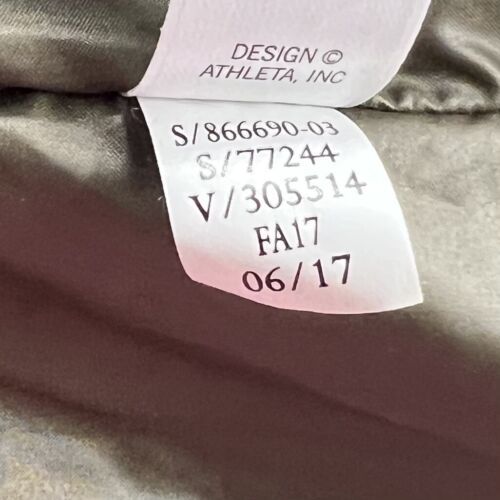 DESIGN ©
ATHLETA, INC
S/866690-03
S/77244
V/305514
FA17
06/17